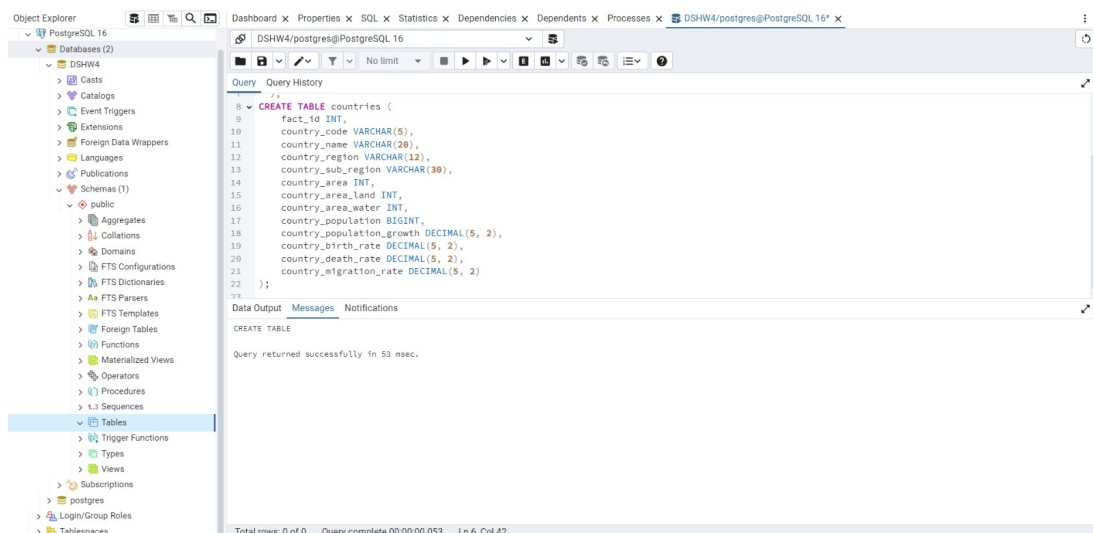 Object Explorer
Dashboard x Properties x SQL x Statistics x Dependencies x Dependents x Processes x DSHW4/postgres@PostgreSQL 16* x
PostgreSQL 16
Databases (2)
DSHW4
Casts
Catalogs
Event Triggers
Extensions
Foreign Data Wrappers
Languages
Publications
Schemas (1)
public
Aggregates
Collations
Domains
FTS Configurations
FTS Dictionaries
Aa FTS Parsers
FTS Templates
Foreign Tables
Functions
Materialized Views
Operators
Procedures
1..3 Sequences
Tables
Trigger Functions
Types
Views
Subscriptions
postgres
Login/Group Roles
Tablespaces
DSHW4/postgres@PostgreSQL 16
No limit
Query Query History
7 );
8 CREATE TABLE countries (
9 fact_id INT,
10 country_code VARCHAR(5),
11 country_name VARCHAR(20),
12 country_region VARCHAR(12),
13 country_sub_region VARCHAR(30),
14 country_area INT,
15 country_area_land INT,
16 country_area_water INT,
17 country_population BIGINT,
18 country_population_growth DECIMAL(5, 2),
19 country_birth_rate DECIMAL(5, 2),
20 country_death_rate DECIMAL(5, 2),
21 country_migration_rate DECIMAL(5, 2)
22 );
23
Data Output Messages Notifications
CREATE TABLE
Query returned successfully in 53 msec.
Total rows: 0 of 0 Query complete 00:00:00.053 Ln 6, Col 42